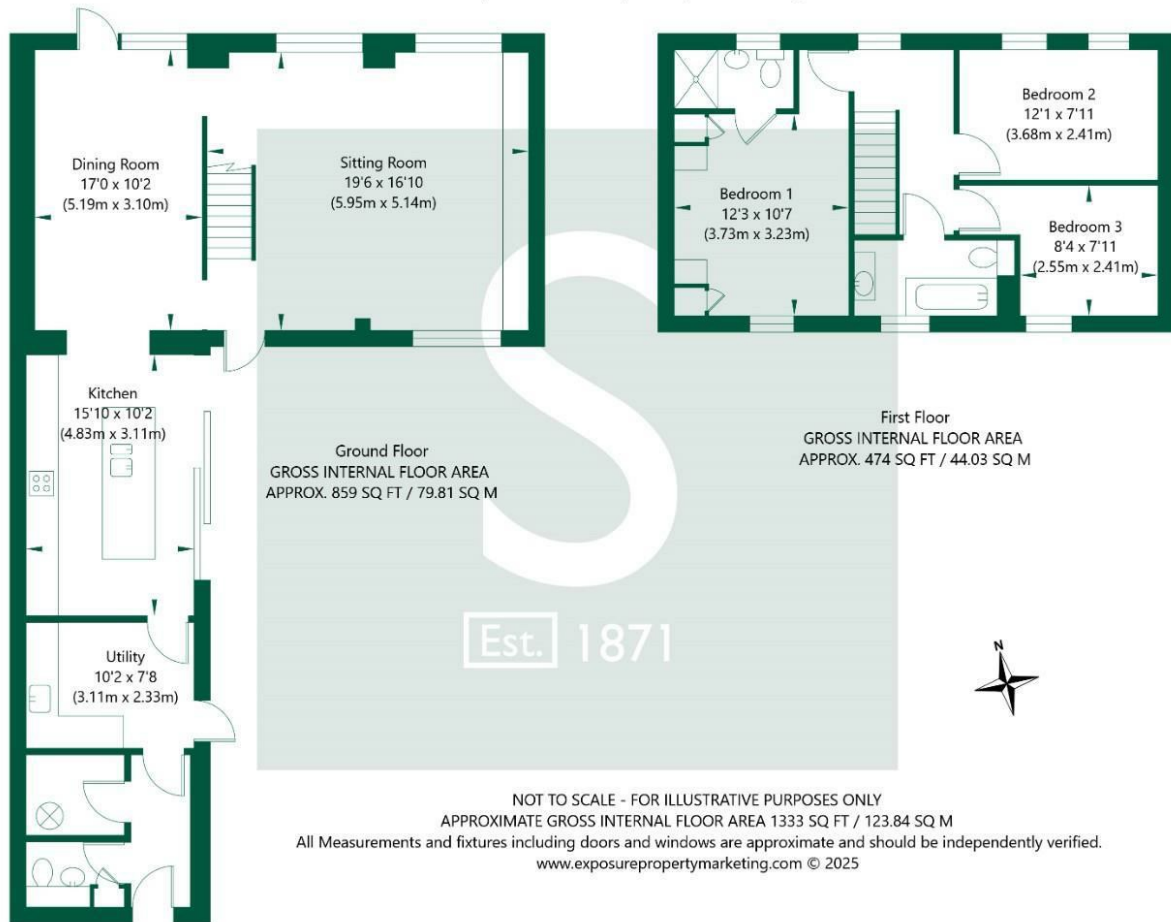 Dining Room
17'0 x 10'2
(5.19m x 3.10m)
Sitting Room
19'6 x 16'10
(5.95m x 5.14m)
Bedroom 1
12'3 x 10'7
(3.73m x 3.23m)
Bedroom 2
12'1 x 7'11
(3.68m x 2.41m)
Bedroom 3
8'4 x 7'11
(2.55m x 2.41m)
Kitchen
15'10 x 10'2
(4.83m x 3.11m)
Ground Floor
GROSS INTERNAL FLOOR AREA
APPROX. 859 SQ FT / 79.81 SQ M
First Floor
GROSS INTERNAL FLOOR AREA
APPROX. 474 SQ FT / 44.03 SQ M
S
Est. 1871
Utility
10'2 x 7'8
(3.11m x 2.33m)
N
NOT TO SCALE - FOR ILLUSTRATIVE PURPOSES ONLY
APPROXIMATE GROSS INTERNAL FLOOR AREA 1333 SQ FT / 123.84 SQ M
All Measurements and fixtures including doors and windows are approximate and should be independently verified.
www.exposurepropertymarketing.com © 2025